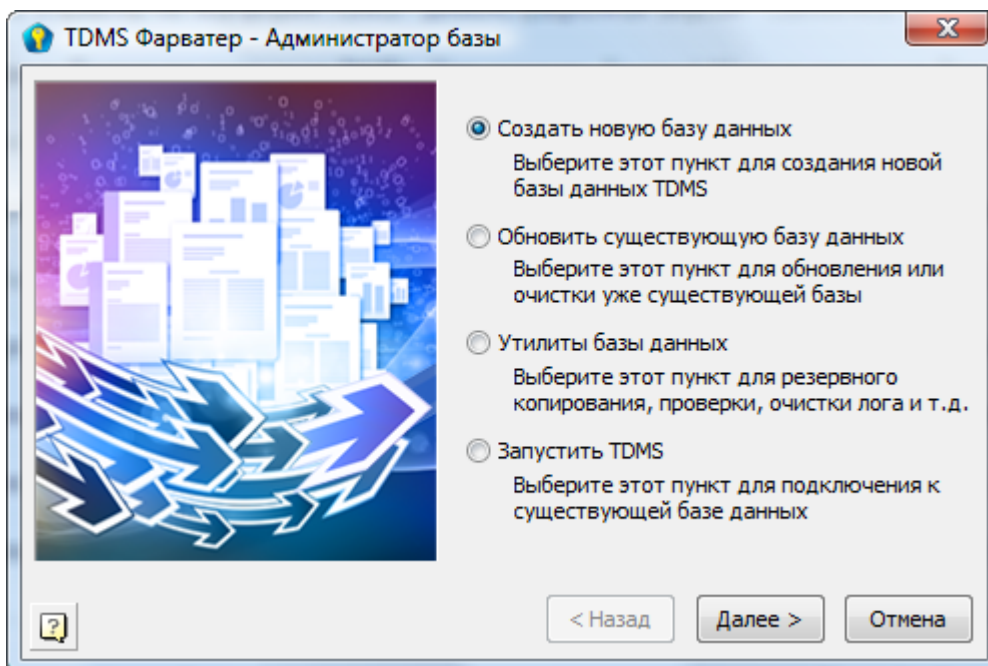 TDMS Фарватер - Администратор базы
Создать новую базу данных
Выберите этот пункт для создания новой
базы данных TDMS
Обновить существующую базу данных
Выберите этот пункт для обновления или
очистки уже существующей базы
Утилиты базы данных
Выберите этот пункт для резервного
копирования, проверки, очистки лога и т.д.
Запустить TDMS
Выберите этот пункт для подключения к
существующей базе данных
< Назад
Далее >
Отмена